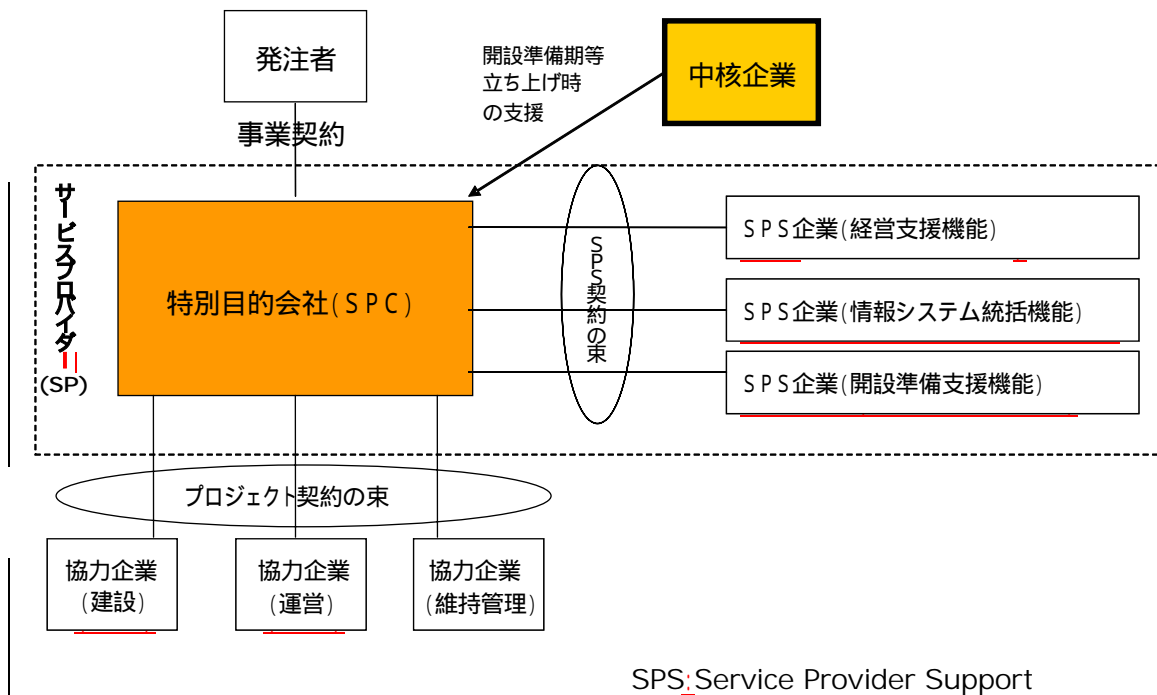 発注者
開設準備期等
立ち上げ時
の支援
中核企業
事業契約
サービスプロバイダー
(SP)
特別目的会社(SPC)
SPS契約の束
SPS企業(経営支援機能)
SPS企業(情報システム統括機能)
SPS企業(開設準備支援機能)
プロジェクト契約の束
協力企業
(建設)
協力企業
(運営)
協力企業
(維持管理)
SPS:Service Provider Support